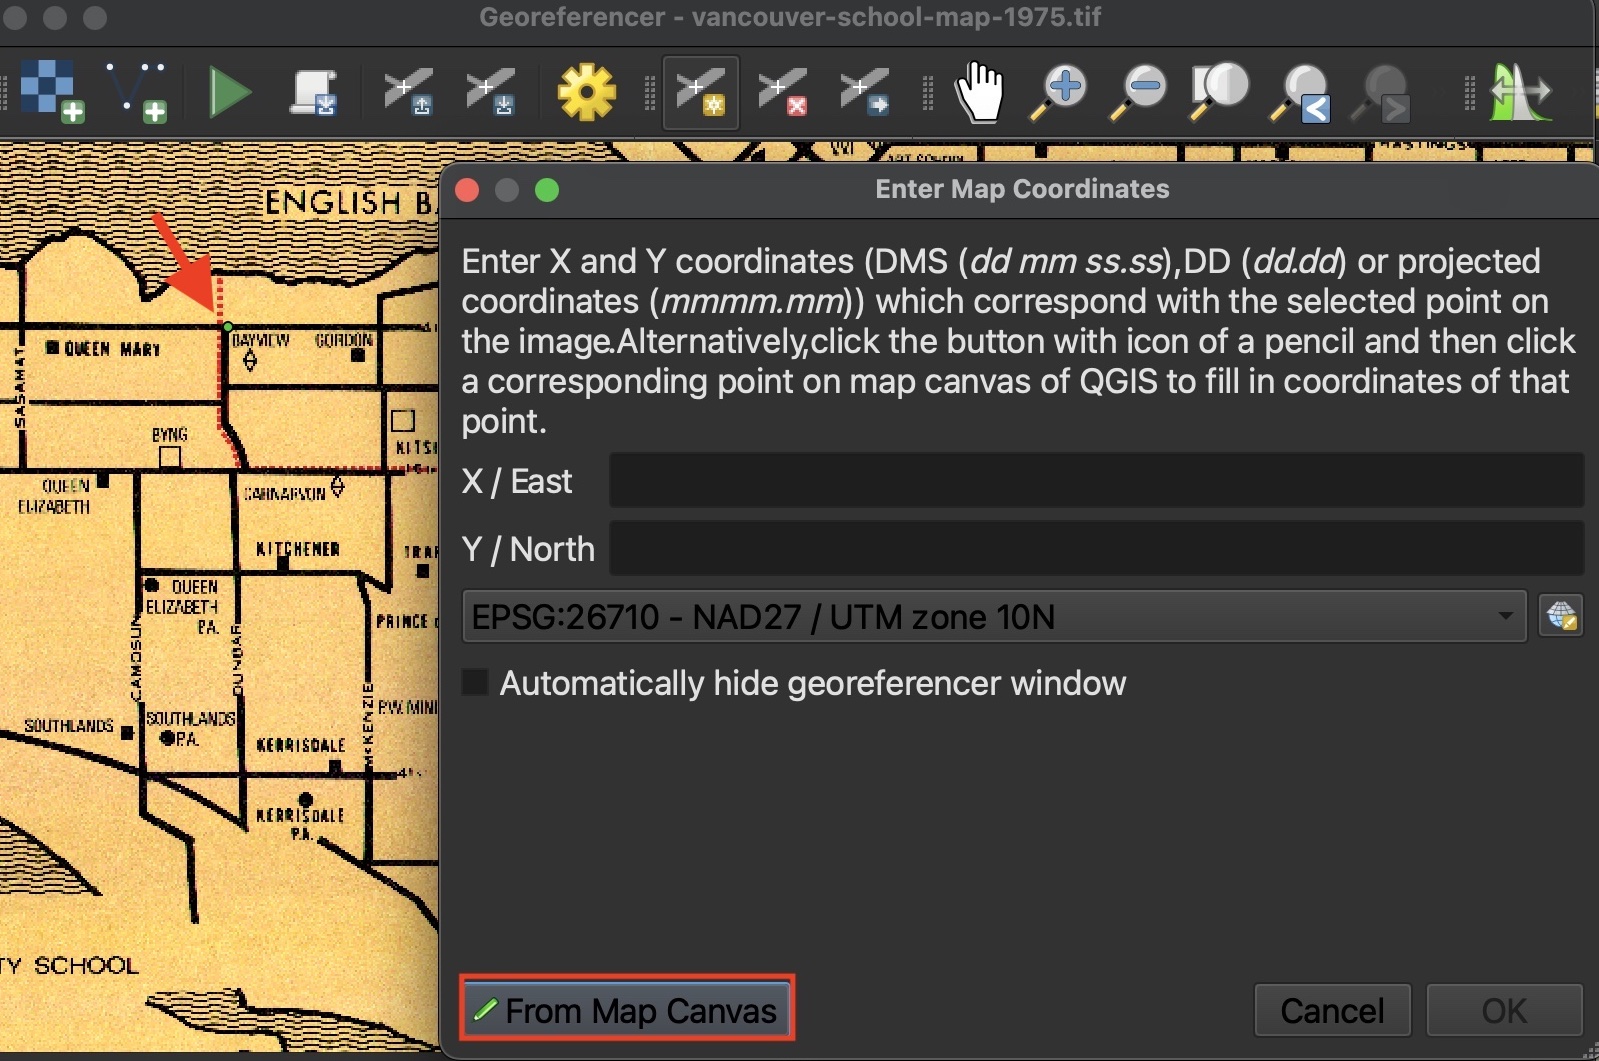 Georeferencer - vancouver-school-map-1975.tif
ENGLISH
Enter Map Coordinates
Enter X and Y coordinates (DMS (dd mm ss.ss),DD (dd.dd) or projected
coordinates (mmmm.mm)) which correspond with the selected point on
the image.Alternatively,click the button with icon of a pencil and then click
a corresponding point on map canvas of QGIS to fill in coordinates of that
point.
X / East
Y / North
EPSG:26710 - NAD27 / UTM zone 10N
Automatically hide georeferencer window
From Map Canvas
Cancel
OK
QUEEN MARY
BAYVIEW
GORDON
SASAMAT
BYNG
QUEEN
ELIZABETH
CARNARVON
KITCHENER
QUEEN
ELIZABETH
P.A.
PRINCE
CAMOSUN
DUNBAR
McKENZIE
SOUTHLANDS
SOUTHLANDS
P.A.
KERRISDALE
KERRISDALE
P.A.
TY SCHOOL